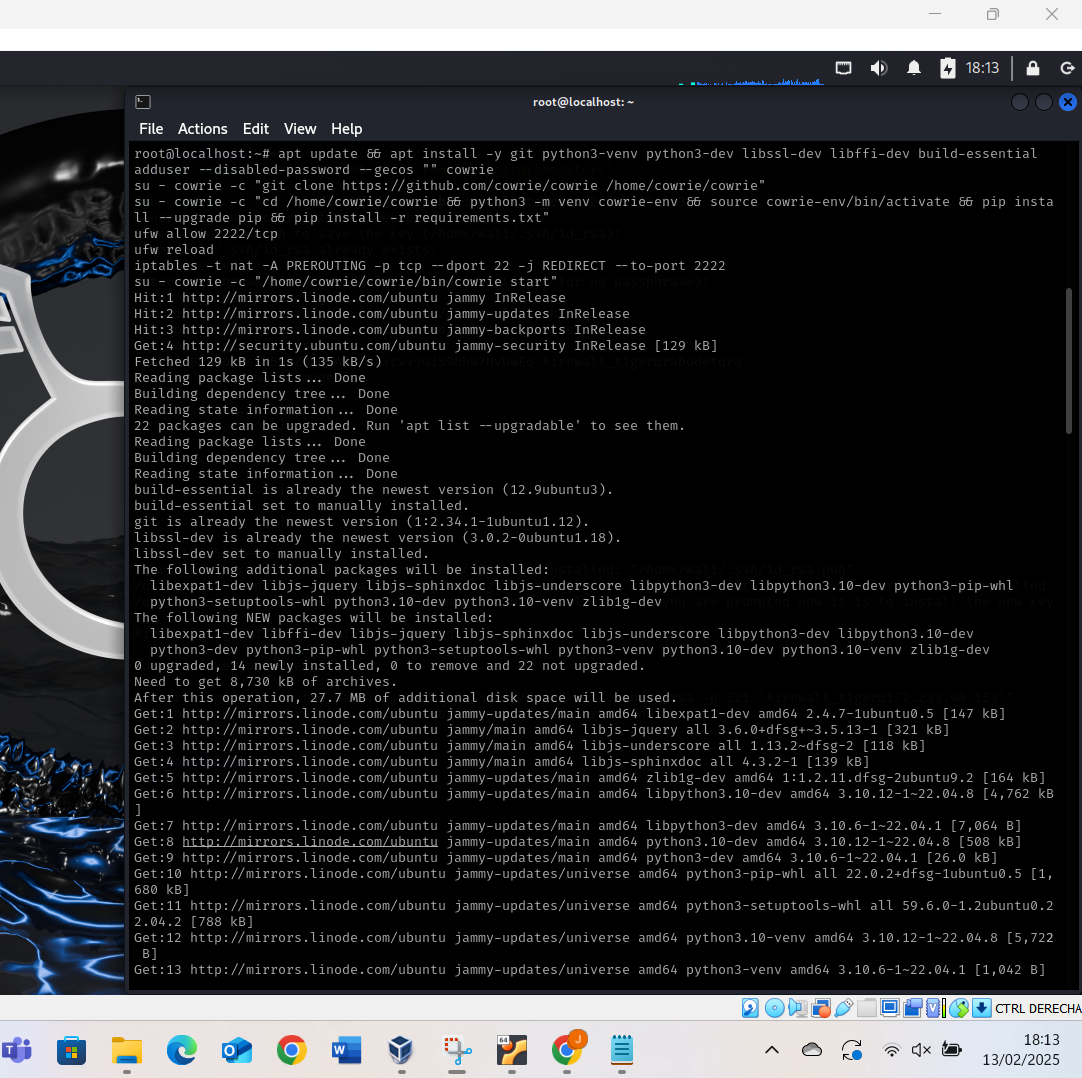 18:13
root@localhost: ~
File Actions Edit View Help
root@localhost:~# apt update && apt install -y git python3-venv python3-dev libssl-dev libffi-dev build-essential
adduser --disabled-password --gecos "" cowrie
su - cowrie -c "git clone https://github.com/cowrie/cowrie /home/cowrie/cowrie"
su - cowrie -c "cd /home/cowrie/cowrie && python3 -m venv cowrie-env && source cowrie-env/bin/activate && pip insta
ll --upgrade pip && pip install -r requirements.txt"
ufw allow 2222/tcp
ufw reload
iptables -t nat -A PREROUTING -p tcp --dport 22 -j REDIRECT --to-port 2222
su - cowrie -c "/home/cowrie/cowrie/bin/cowrie start"
Hit:1 http://mirrors.linode.com/ubuntu jammy InRelease
Hit:2 http://mirrors.linode.com/ubuntu jammy-updates InRelease
Hit:3 http://mirrors.linode.com/ubuntu jammy-backports InRelease
Get:4 http://security.ubuntu.com/ubuntu jammy-security InRelease [129 kB]
Fetched 129 kB in 1s (135 kB/s)
Reading package lists... Done
Building dependency tree... Done
Reading state information... Done
22 packages can be upgraded. Run 'apt list --upgradable' to see them.
Reading package lists... Done
Building dependency tree... Done
Reading state information... Done
build-essential is already the newest version (12.9ubuntu3).
build-essential set to manually installed.
git is already the newest version (1:2.34.1-1ubuntu1.12).
libssl-dev is already the newest version (3.0.2-0ubuntu1.18).
libssl-dev set to manually installed.
The following additional packages will be installed:
libexpat1-dev libjs-jquery libjs-sphinxdoc libjs-underscore libpython3-dev libpython3.10-dev python3-pip-whl
python3-setuptools-whl python3.10-dev python3.10-venv zlib1g-dev
The following NEW packages will be installed:
libexpat1-dev libffi-dev libjs-jquery libjs-sphinxdoc libjs-underscore libpython3-dev libpython3.10-dev
python3-dev python3-pip-whl python3-setuptools-whl python3-venv python3.10-dev python3.10-venv zlib1g-dev
0 upgraded, 14 newly installed, 0 to remove and 22 not upgraded.
Need to get 8,730 kB of archives.
After this operation, 27.7 MB of additional disk space will be used.
Get:1 http://mirrors.linode.com/ubuntu jammy-updates/main amd64 libexpat1-dev amd64 2.4.7-1ubuntu0.5 [147 kB]
Get:2 http://mirrors.linode.com/ubuntu jammy/main amd64 libjs-jquery all 3.6.0+dfsg+~3.5.13-1 [321 kB]
Get:3 http://mirrors.linode.com/ubuntu jammy/main amd64 libjs-underscore all 1.13.2~dfsg-2 [118 kB]
Get:4 http://mirrors.linode.com/ubuntu jammy/main amd64 libjs-sphinxdoc all 4.3.2-1 [139 kB]
Get:5 http://mirrors.linode.com/ubuntu jammy-updates/main amd64 zlib1g-dev amd64 1:1.2.11.dfsg-2ubuntu9.2 [164 kB]
Get:6 http://mirrors.linode.com/ubuntu jammy-updates/main amd64 libpython3.10-dev amd64 3.10.12-1~22.04.8 [4,762 kB
]
Get:7 http://mirrors.linode.com/ubuntu jammy-updates/main amd64 libpython3-dev amd64 3.10.6-1~22.04.1 [7,064 B]
Get:8 http://mirrors.linode.com/ubuntu jammy-updates/main amd64 python3.10-dev amd64 3.10.12-1~22.04.8 [508 kB]
Get:9 http://mirrors.linode.com/ubuntu jammy-updates/main amd64 python3-dev amd64 3.10.6-1~22.04.1 [26.0 kB]
Get:10 http://mirrors.linode.com/ubuntu jammy-updates/universe amd64 python3-pip-whl all 22.0.2+dfsg-1ubuntu0.5 [1,
680 kB]
Get:11 http://mirrors.linode.com/ubuntu jammy-updates/universe amd64 python3-setuptools-whl all 59.6.0-1.2ubuntu0.2
2.04.2 [788 kB]
Get:12 http://mirrors.linode.com/ubuntu jammy-updates/universe amd64 python3.10-venv amd64 3.10.12-1~22.04.8 [5,722
B]
Get:13 http://mirrors.linode.com/ubuntu jammy-updates/universe amd64 python3-venv amd64 3.10.6-1~22.04.1 [1,042 B]
CTRL DERECHA
18:13
13/02/2025